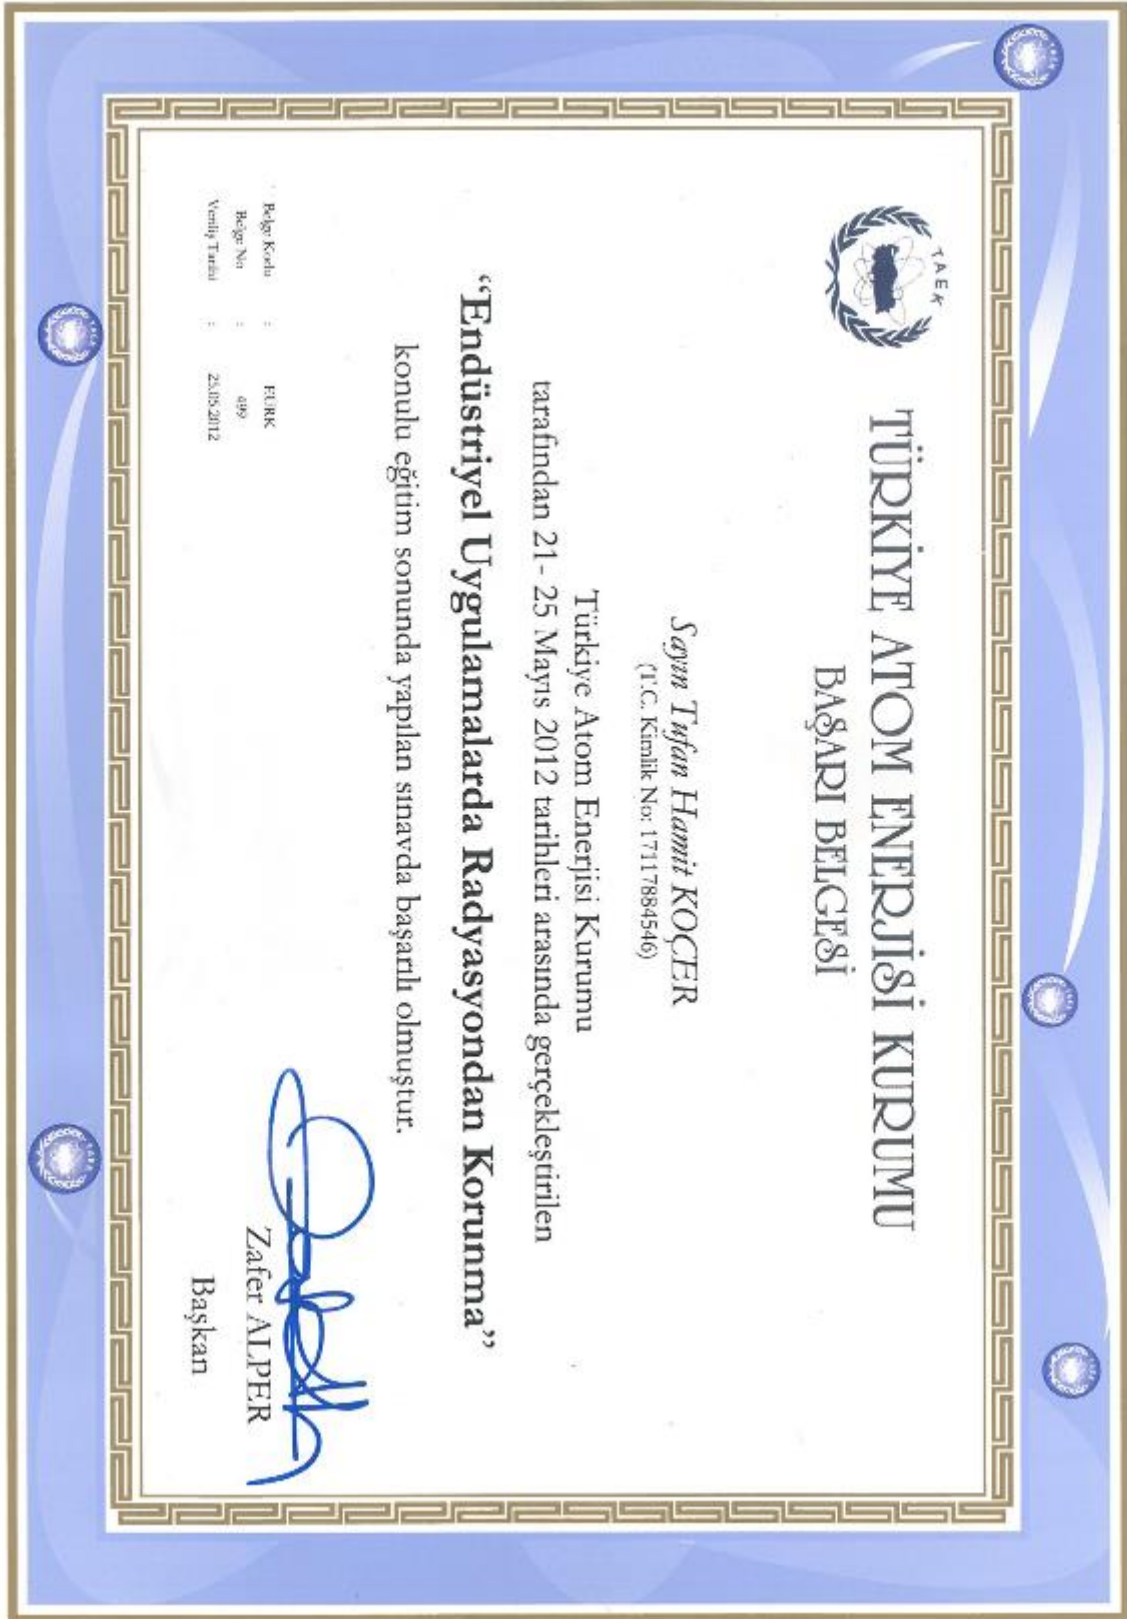 TAEK
TÜRKİYE ATOM ENERJİSİ KURUMU
BAŞARI BELGESİ
Sayın Tufan Hamit KOÇER
(T.C. Kimlik No: 17117884546)
Türkiye Atom Enerjisi Kurumu
tarafından 21- 25 Mayıs 2012 tarihleri arasında gerçekleştirilen
“Endüstriyel Uygulamalarda Radyasyondan Korunma”
konulu eğitim sonunda yapılan sınavda başarılı olmuştur.
Belge Kodu : EURK
Belge No : 499
Veriliş Tarihi : 25.05.2012
Zafer ALPER
Başkan